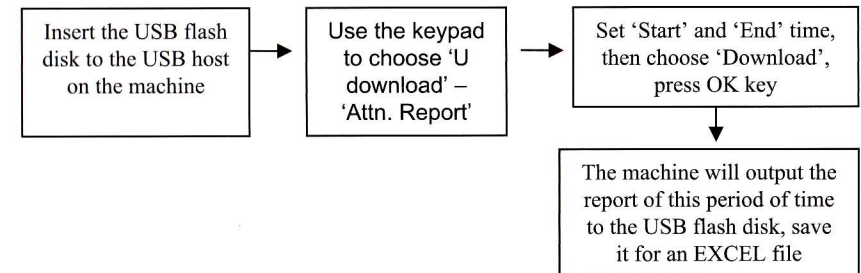 Insert the USB flash
disk to the USB host
on the machine
Use the keypad
to choose ‘U
download’ –
‘Attn. Report’
Set ‘Start’ and ‘End’ time,
then choose ‘Download’,
press OK key
The machine will output the
report of this period of time
to the USB flash disk, save
it for an EXCEL file